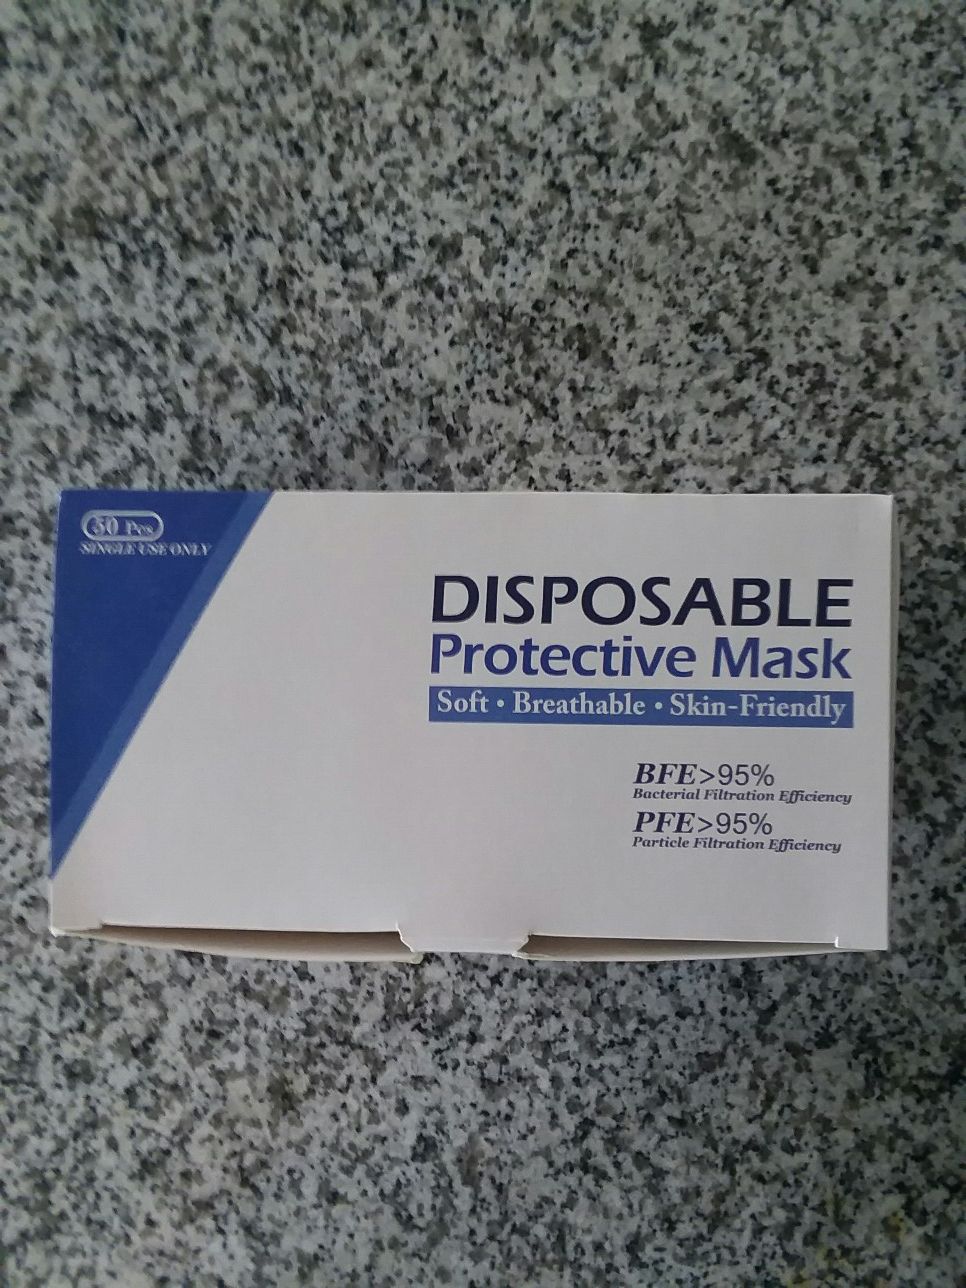 50 Pcs
SINGLE USE ONLY
DISPOSABLE
Protective Mask
Soft • Breathable • Skin-Friendly
BFE>95%
Bacterial Filtration Efficiency
PFE>95%
Particle Filtration Efficiency